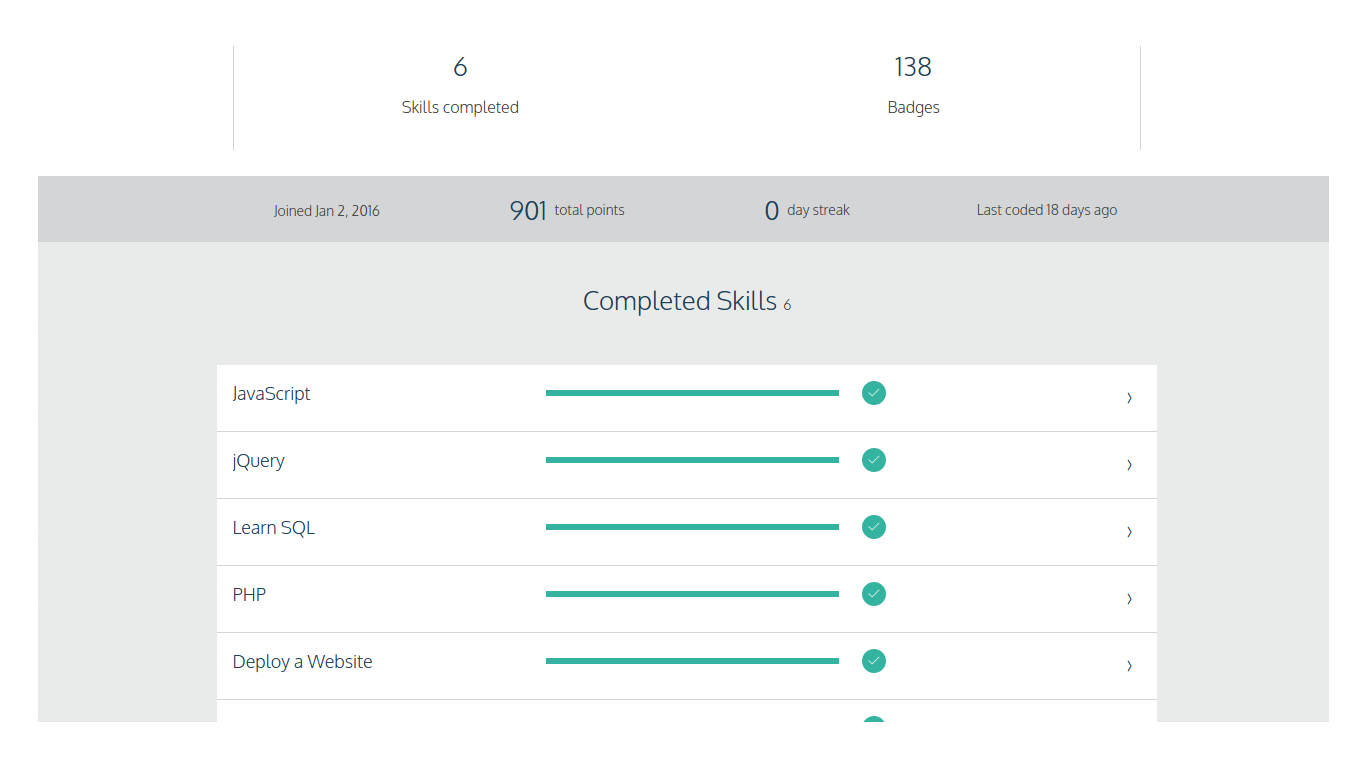 6
138
Skills completed
Badges
Joined Jan 2, 2016 901 total points 0 day streak Last coded 18 days ago
Completed Skills 6
JavaScript
jQuery
Learn SQL
PHP
Deploy a Website